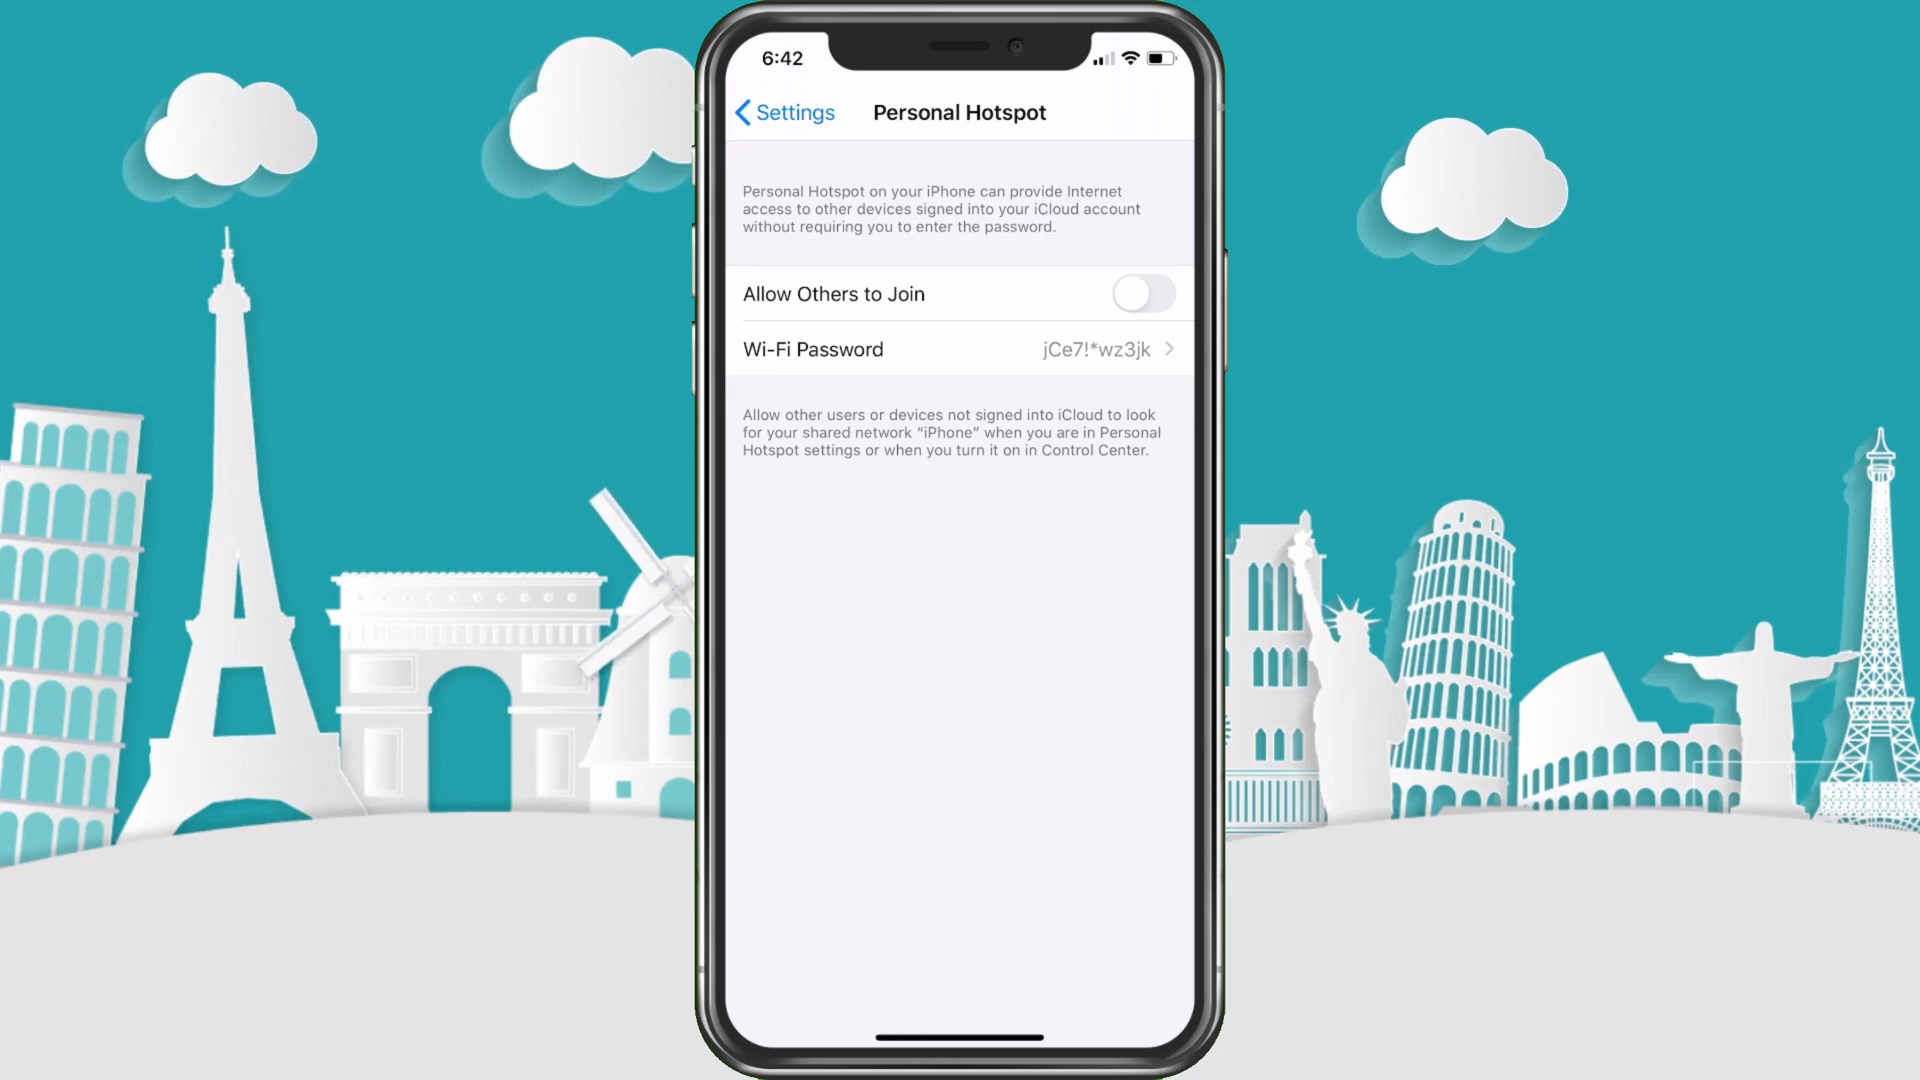 6:42
Settings
Personal Hotspot
Personal Hotspot on your iPhone can provide Internet
access to other devices signed into your iCloud account
without requiring you to enter the password.
Allow Others to Join
Wi-Fi Password jCe7!*wz3jk
Allow other users or devices not signed into iCloud to look
for your shared network “iPhone” when you are in Personal
Hotspot settings or when you turn it on in Control Center.